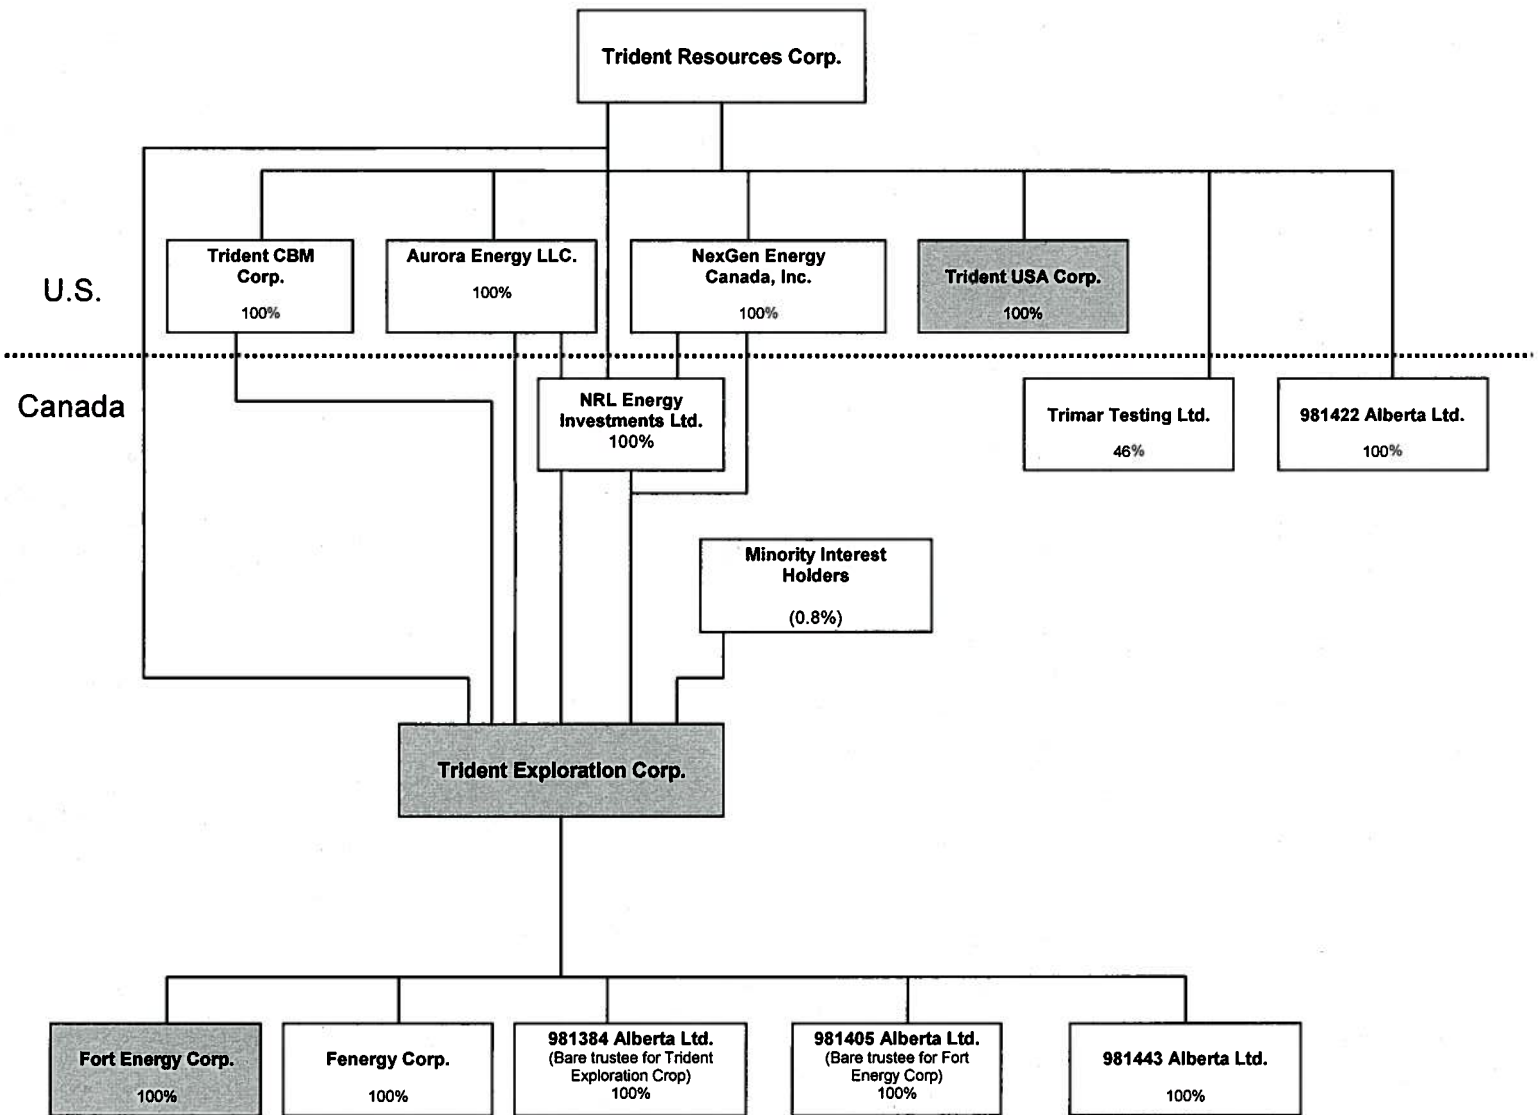 Trident Resources Corp.
U.S.
Trident CBM
Corp.
100%
Aurora Energy LLC.
100%
NexGen Energy
Canada, Inc.
100%
Trident USA Corp.
100%
Canada
NRL Energy
Investments Ltd.
100%
Trimar Testing Ltd.
46%
981422 Alberta Ltd.
100%
Minority Interest
Holders
(0.8%)
Trident Exploration Corp.
Fort Energy Corp.
100%
Fenergy Corp.
100%
981384 Alberta Ltd.
(Bare trustee for Trident
Exploration Crop)
100%
981405 Alberta Ltd.
(Bare trustee for Fort
Energy Corp)
100%
981443 Alberta Ltd.
100%